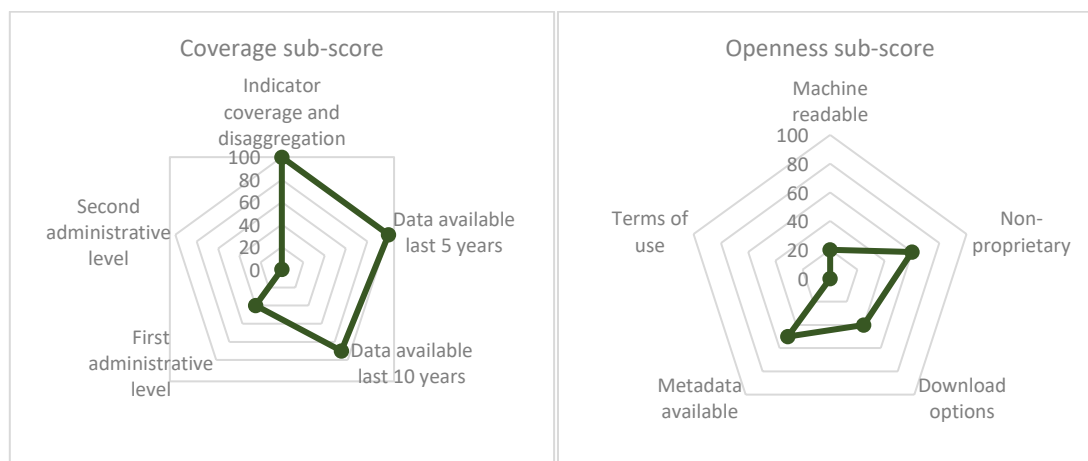 Coverage sub-score
Indicator
coverage and
disaggregation
100
80
60
40
20
0
Data available
last 5 years
Data available
last 10 years
First
administrative
level
Second
administrative
level
Openness sub-score
Machine
readable
100
80
60
40
20
0
Non-
proprietary
Download
options
Metadata
available
Terms of
use